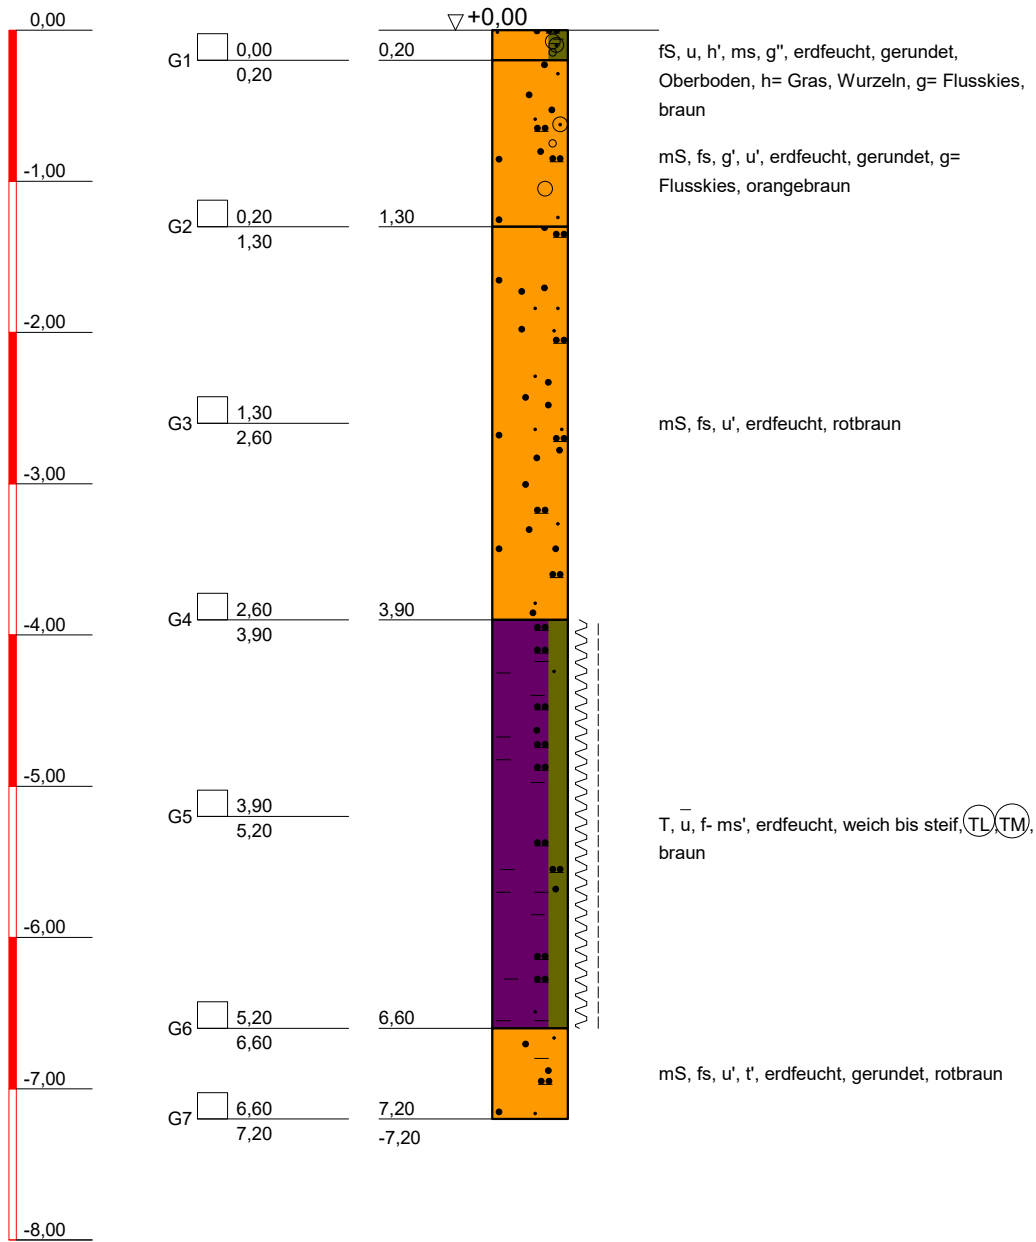 0,00
▽+0,00
G1 0,00 0,20
0,20
fS, u, h', ms, g'', erdfeucht, gerundet,
Oberboden, h= Gras, Wurzeln, g= Flusskies,
braun
mS, fs, g', u', erdfeucht, gerundet, g=
Flusskies, orangebraun
-1,00
G2 0,20 1,30
1,30
-2,00
G3 1,30
2,60
mS, fs, u', erdfeucht, rotbraun
-3,00
G4 2,60 3,90
3,90
-4,00
-5,00
G5 3,90
5,20
T, u̅, f- ms', erdfeucht, weich bis steif, TL, TM,
braun
-6,00
G6 5,20 6,60
6,60
-7,00
mS, fs, u', t', erdfeucht, gerundet, rotbraun
G7 6,60 7,20
7,20 -7,20
-8,00